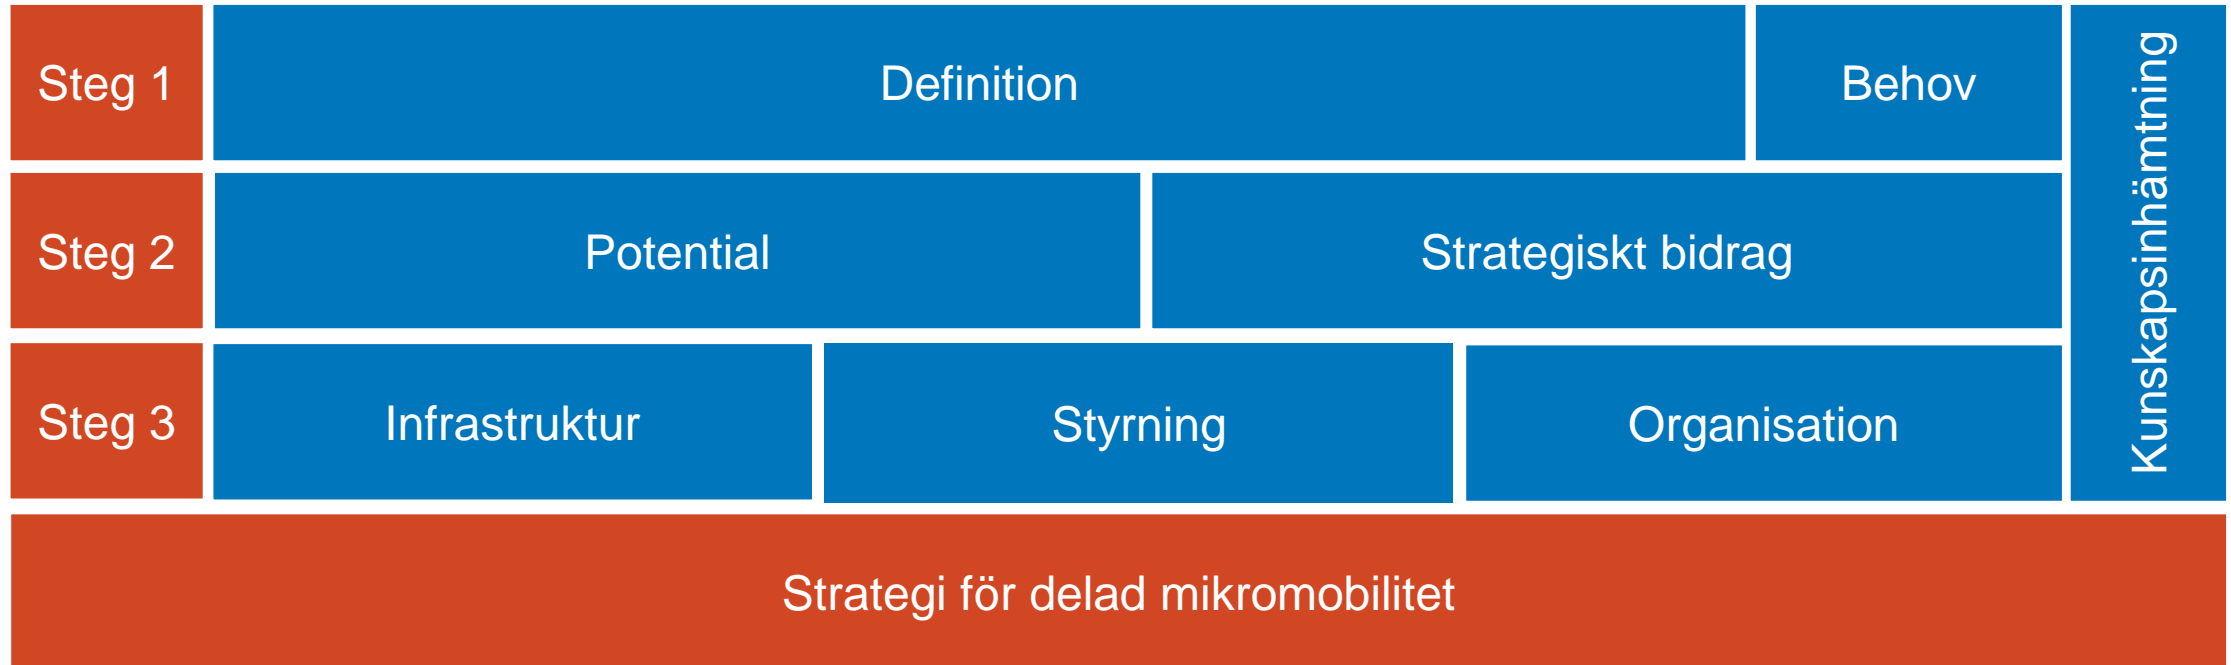 Steg 1
Definition
Behov
Steg 2
Potential
Strategiskt bidrag
Steg 3
Infrastruktur
Styrning
Organisation
Kunskapsinhämtning
Strategi för delad mikromobilitet